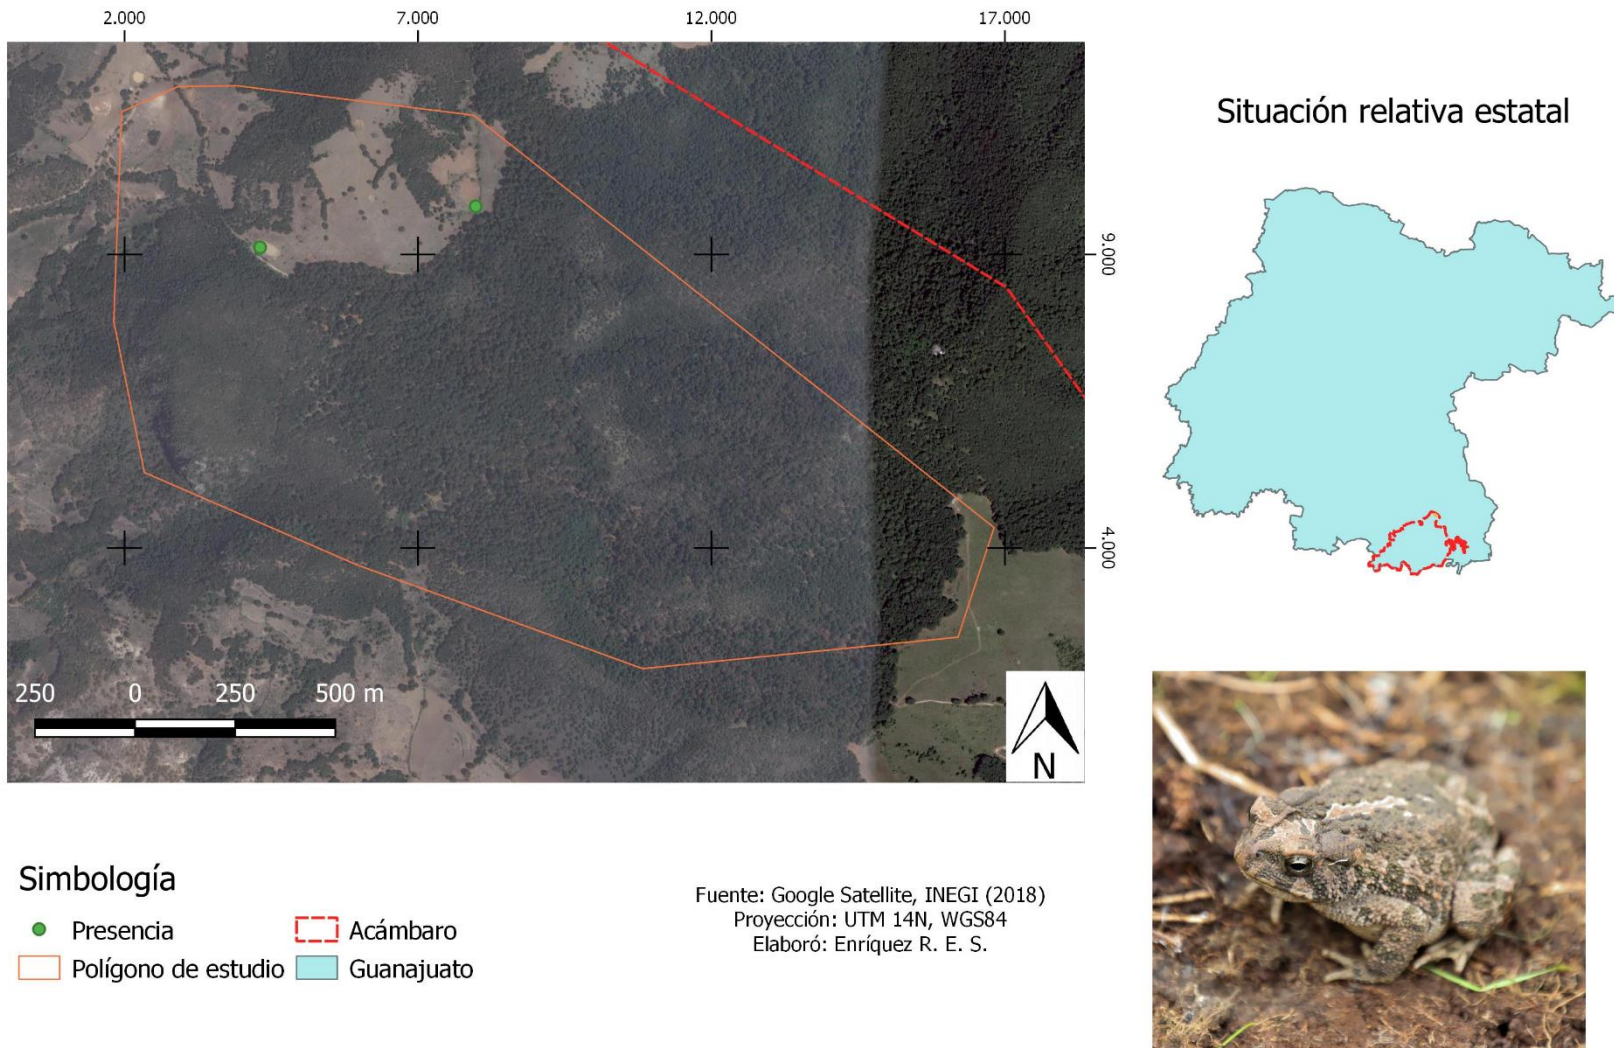 2.000 7.000 12.000 17.000
Situación relativa estatal
9.000
4.000
250 0 250 500 m
N
Simbología
Presencia
Acámbaro
Polígono de estudio
Guanajuato
Fuente: Google Satellite, INEGI (2018)
Proyección: UTM 14N, WGS84
Elaboró: Enríquez R. E. S.